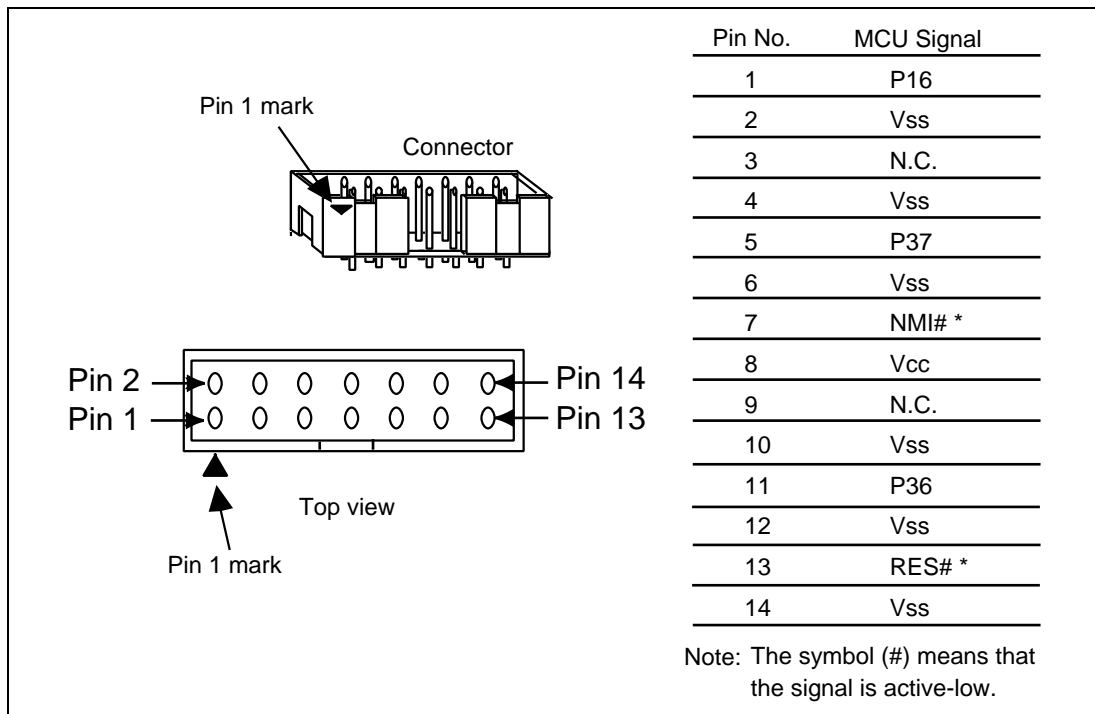 Pin 1 mark
Connector
Pin 2
Pin 14
Pin 1
Pin 13
Top view
Pin 1 mark
Pin No. MCU Signal
1 P16
2 Vss
3 N.C.
4 Vss
5 P37
6 Vss
7 NMI# *
8 Vcc
9 N.C.
10 Vss
11 P36
12 Vss
13 RES# *
14 Vss
Note: The symbol (#) means that
the signal is active-low.